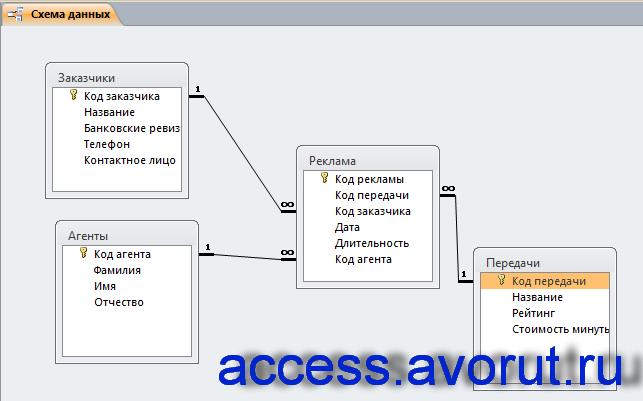 Схема данных
Заказчики
1
Код заказчика
Название
Банковские ревиз
Телефон
Контактное лицо
Реклама
Код рекламы
Код передачи
Код заказчика
Дата
Длительность
Код агента
∞
∞
∞
Агенты
1
Код агента
Фамилия
Имя
Отчество
Передачи
1
Код передачи
Название
Рейтинг
Стоимость минуть
access.avorut.ru